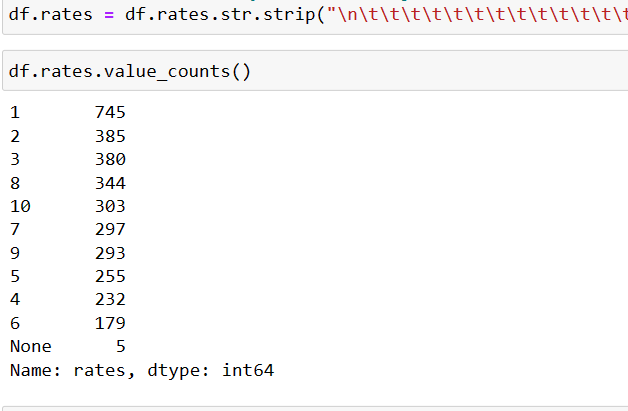 df.rates = df.rates.str.strip("\n\t\t\t\t\t\t\t\t\t\t\t\t\t
df.rates.value_counts()
1       745
2       385
3       380
8       344
10      303
7       297
9       293
5       255
4       232
6       179
None      5
Name: rates, dtype: int64